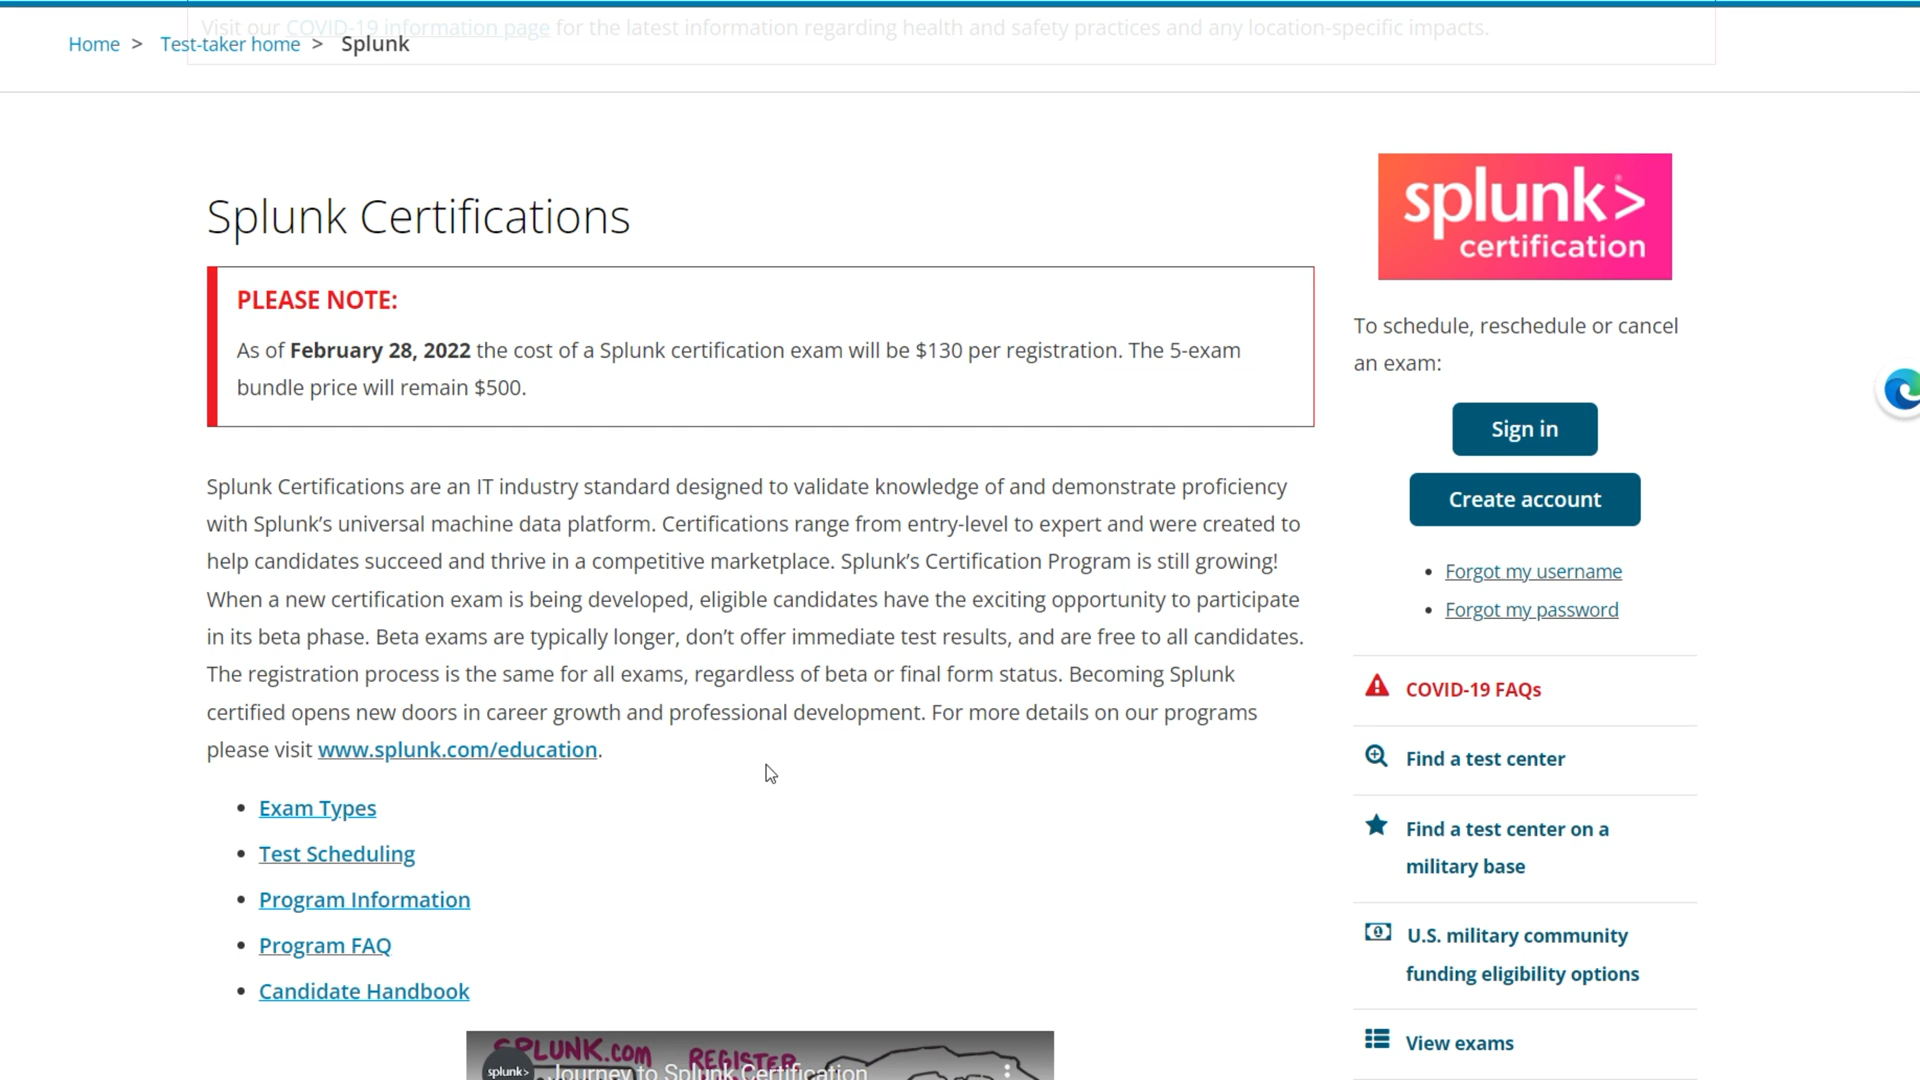 Visit our COVID-19 information page for the latest information regarding health and safety practices and any location-specific impacts.
Home > Test-taker home > Splunk
splunk>
certification
Splunk Certifications
PLEASE NOTE:
As of February 28, 2022 the cost of a Splunk certification exam will be $130 per registration. The 5-exam
bundle price will remain $500.
To schedule, reschedule or cancel
an exam:
Sign in
Create account
Forgot my username
Forgot my password
Splunk Certifications are an IT industry standard designed to validate knowledge of and demonstrate proficiency
with Splunk’s universal machine data platform. Certifications range from entry-level to expert and were created to
help candidates succeed and thrive in a competitive marketplace. Splunk’s Certification Program is still growing!
When a new certification exam is being developed, eligible candidates have the exciting opportunity to participate
in its beta phase. Beta exams are typically longer, don’t offer immediate test results, and are free to all candidates.
The registration process is the same for all exams, regardless of beta or final form status. Becoming Splunk
certified opens new doors in career growth and professional development. For more details on our programs
please visit www.splunk.com/education.
Exam Types
Test Scheduling
Program Information
Program FAQ
Candidate Handbook
COVID-19 FAQs
Find a test center
Find a test center on a
military base
U.S. military community
funding eligibility options
View exams
SPLUNK.com REGISTER
splunk> Journey to Splunk Certification